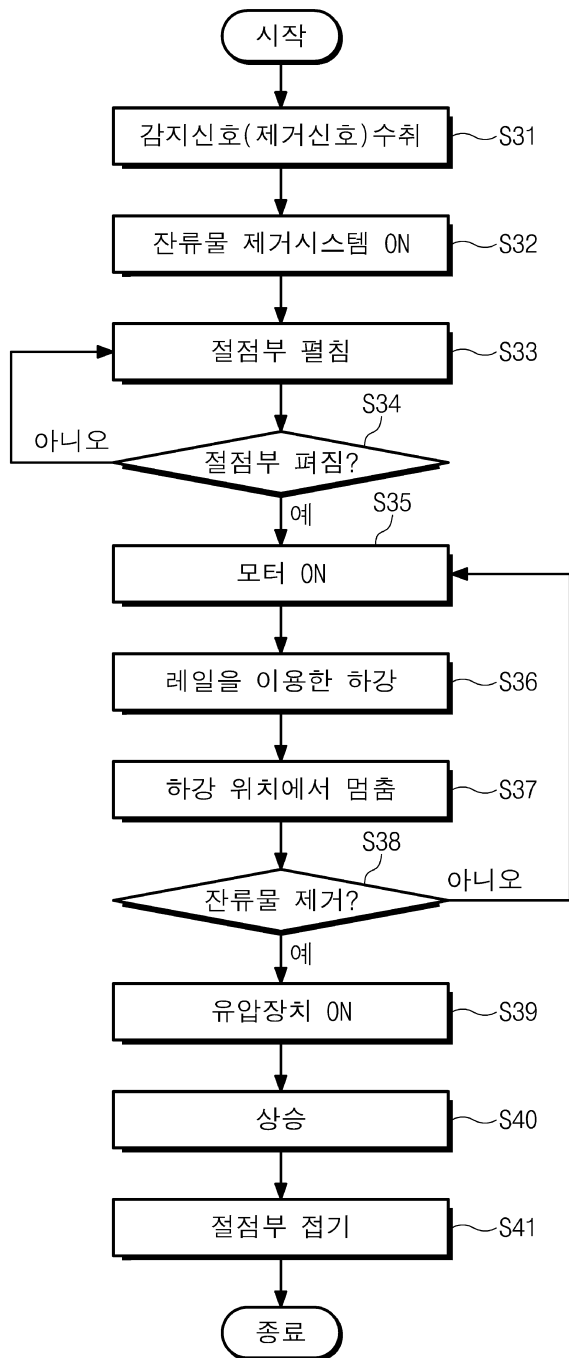 시작
감지신호(제거신호)수취
S31
잔류물 제거시스템 ON
S32
절점부 펼침
S33
S34
아니오
절점부 펴짐?
예
S35
모터 ON
레일을 이용한 하강
S36
하강 위치에서 멈춤
S37
S38
잔류물 제거?
아니오
예
유압장치 ON
S39
상승
S40
절점부 접기
S41
종료